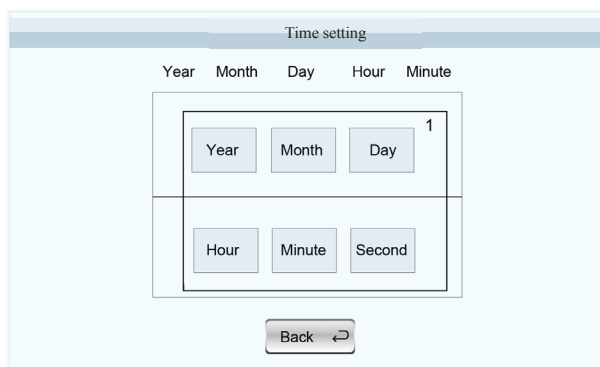 Time setting
Year Month Day Hour Minute
1
Year Month Day
Hour Minute Second
Back